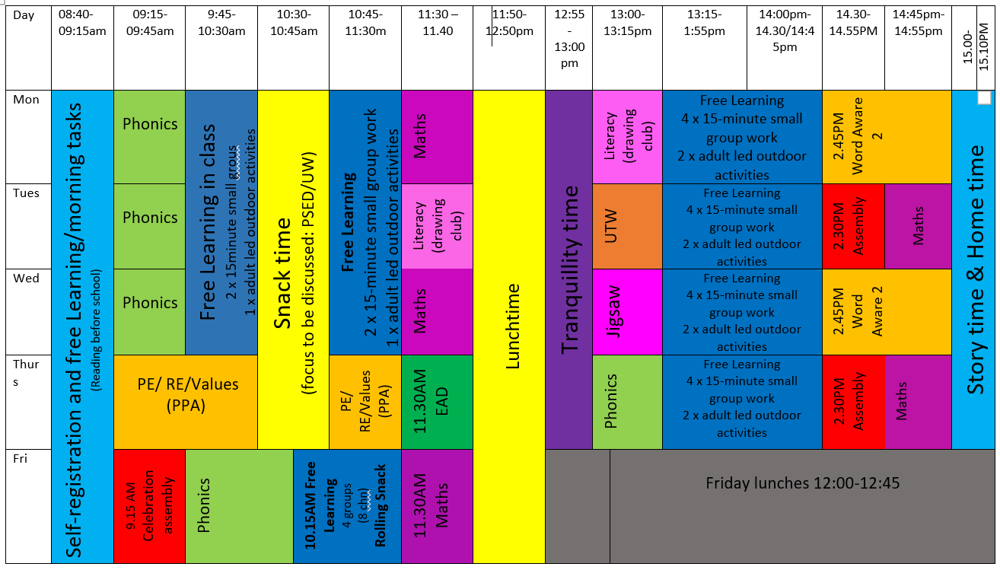 Day
08:40-
09:15am
09:15-
09:45am
9:45-
10:30am
10:30-
10:45am
10:45-
11:30m
11:30 –
11.40
11:50-
12:50pm
12:55
-
13:00
pm
13:00-
13:15pm
13:15-
1:55pm
14:00pm-
14.30/14:4
5pm
14.30-
14.55PM
14:45pm-
14:55pm
15.00-
15.10PM
Mon
Self-registration and free Learning/morning tasks
(Reading before school)
Phonics
Free Learning in class
2 x 15minute small grous
1 x adult led outdoor activities
Snack time
(focus to be discussed: PSED/UW)
Free Learning
2 x 15-minute small group work
1 x adult led outdoor activities
Maths
Lunchtime
Tranquillity time
Literacy
(drawing
club)
Free Learning
4 x 15-minute small
group work
2 x adult led outdoor
activities
2.45PM
Word Aware
2
Story time & Home time
Tues
Phonics
Literacy
(drawing
club)
UTW
Free Learning
4 x 15-minute small
group work
2 x adult led outdoor
activities
2.30PM
Assembly
Maths
Wed
Phonics
Maths
Jigsaw
Free Learning
4 x 15-minute small
group work
2 x adult led outdoor
activities
2.45PM
Word
Aware 2
Thur
s
PE/ RE/Values
(PPA)
PE/
RE/Values
(PPA)
11.30AM
EAD
Phonics
Free Learning
4 x 15-minute small
group work
2 x adult led outdoor
activities
2.30PM
Assembly
Maths
Fri
9.15 AM
Celebration
assembly
Phonics
10.15AM Free
Learning
4 groups
(8 chn)
Rolling Snack
11.30AM
Maths
Friday lunches 12:00-12:45